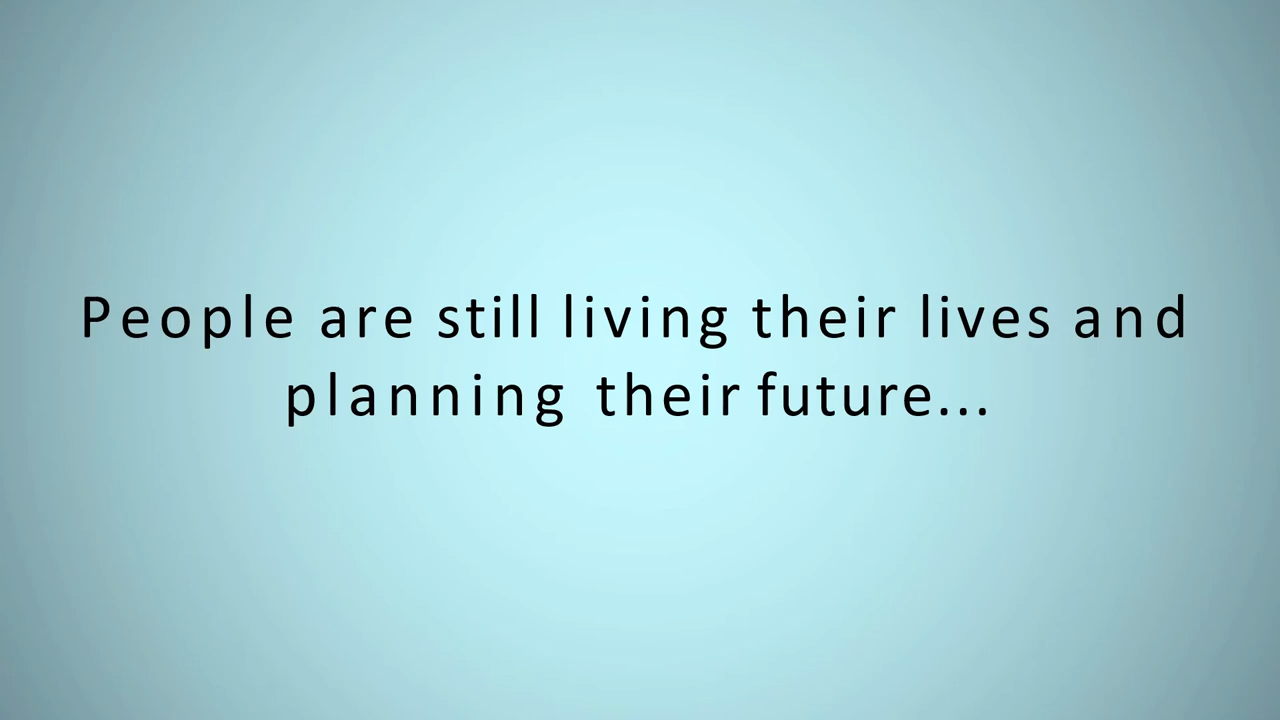 People are still living their lives and
planning their future...